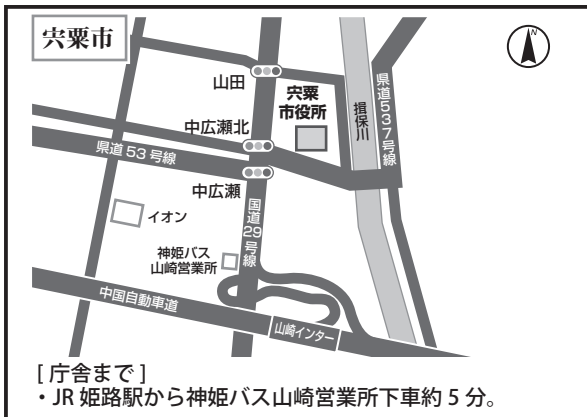 宍粟市
N
山田
宍粟
市役所
揖保川
県道537号線
中広瀬北
県道53号線
中広瀬
イオン
国道29号線
神姫バス
山崎営業所
中国自動車道
山崎インター
[ 庁舎まで ]
・JR 姫路駅から神姫バス山崎営業所下車約 5 分。